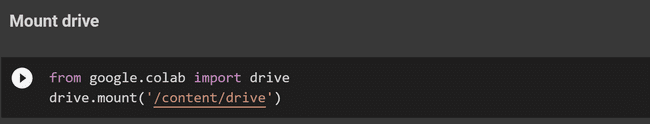 Mount drive
from google.colab import drive
drive.mount('/content/drive')